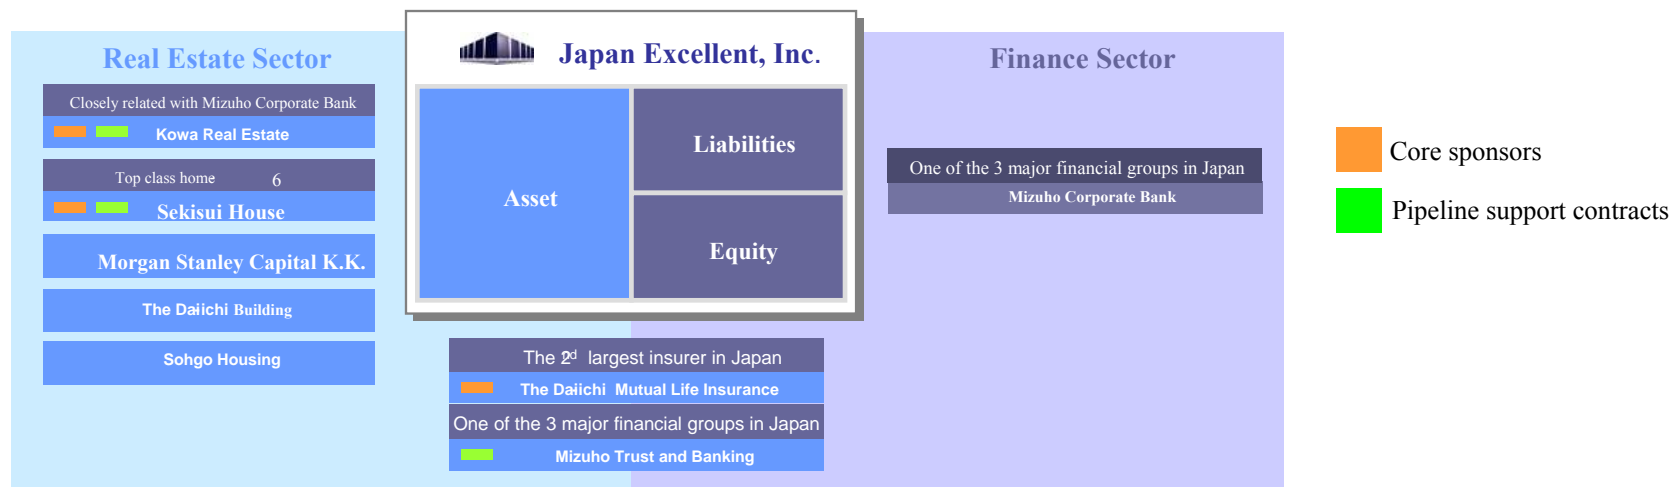 Real Estate Sector
Closely related with Mizuho Corporate Bank
Kowa Real Estate
Top class home 6
Sekisui House
Morgan Stanley Capital K.K.
The Daiichi Building
Sohgo Housing
Japan Excellent, Inc.
Asset
Liabilities
Equity
The 2d largest insurer in Japan
The Daiichi Mutual Life Insurance
One of the 3 major financial groups in Japan
Mizuho Trust and Banking
Finance Sector
One of the 3 major financial groups in Japan
Mizuho Corporate Bank
Core sponsors
Pipeline support contracts